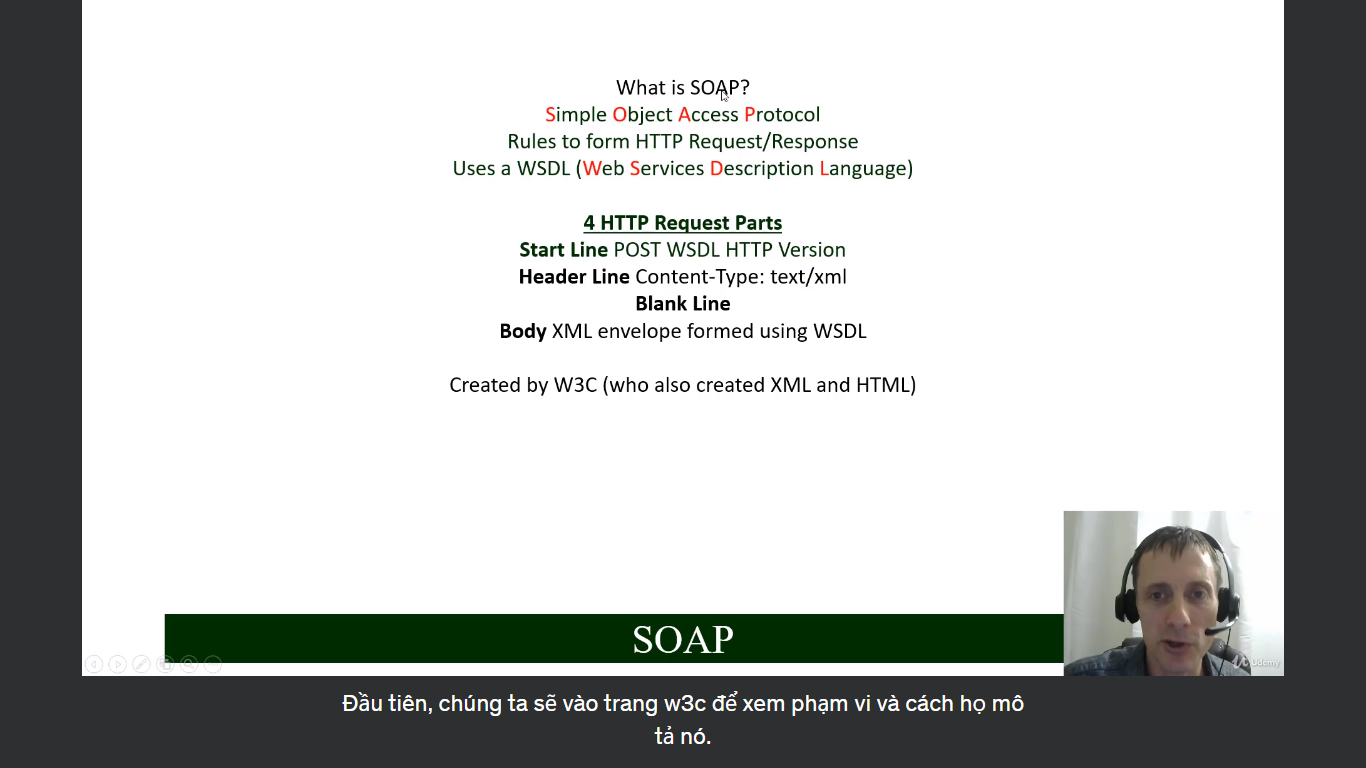 What is SOAP?
Simple Object Access Protocol
Rules to form HTTP Request/Response
Uses a WSDL (Web Services Description Language)
4 HTTP Request Parts
Start Line POST WSDL HTTP Version
Header Line Content-Type: text/xml
Blank Line
Body XML envelope formed using WSDL
Created by W3C (who also created XML and HTML)
SOAP
Udemy
Đầu tiên, chúng ta sẽ vào trang w3c để xem phạm vi và cách họ mô
tả nó.